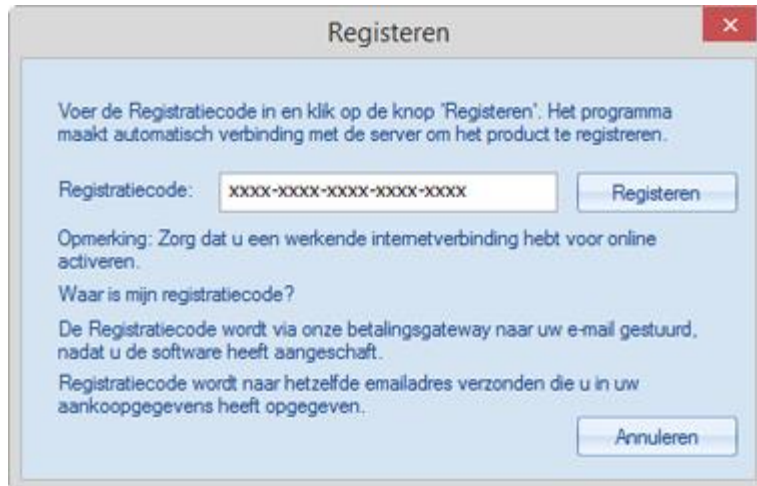 Registeren
Voer de Registratiecode in en klik op de knop 'Registeren'. Het programma
maakt automatisch verbinding met de server om het product te registreren.
Registratiecode: xxxx-xxxx-xxxx-xxxx-xxxx Registeren
Opmerking: Zorg dat u een werkende internetverbinding hebt voor online
activeren.
Waar is mijn registratiecode?
De Registratiecode wordt via onze betalingsgateway naar uw e-mail gestuurd,
nadat u de software heeft aangeschaft.
Registratiecode wordt naar hetzelfde emailadres verzonden die u in uw
aankoopgegevens heeft opgegeven.
Annuleren